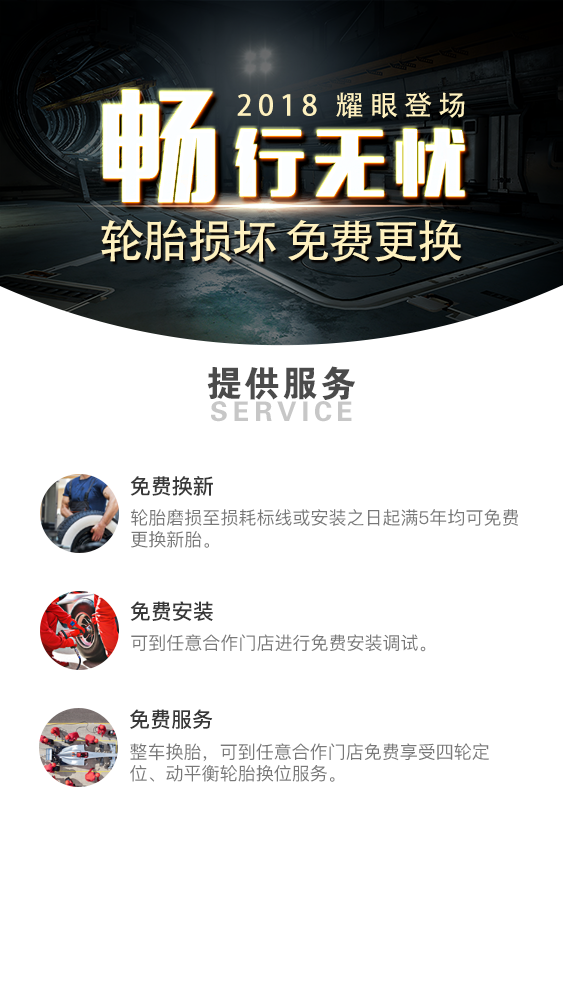 2018 耀眼登场
畅行无忧
轮胎损坏 免费更换
提供服务
SERVICE
免费换新
轮胎磨损至损耗标线或安装之日起满5年均可免费
更换新胎。
免费安装
可到任意合作门店进行免费安装调试。
免费服务
整车换胎，可到任意合作门店免费享受四轮定
位、动平衡轮胎换位服务。